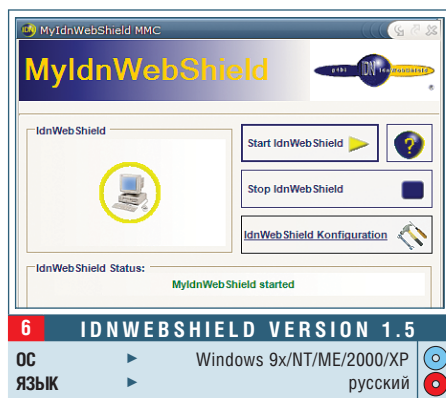 MyIdnWebShield MMC
MyIdnWebShield
IDN
IdnWebShield
Start IdnWebShield
?
Stop IdnWebShield
IdnWebShield Konfiguration
IdnWebShield Status:
MyIdnWebShield started
6 IDNWEBSHIELD VERSION 1.5
ОС ► Windows 9x/NT/ME/2000/XP
ЯЗЫК ► русский